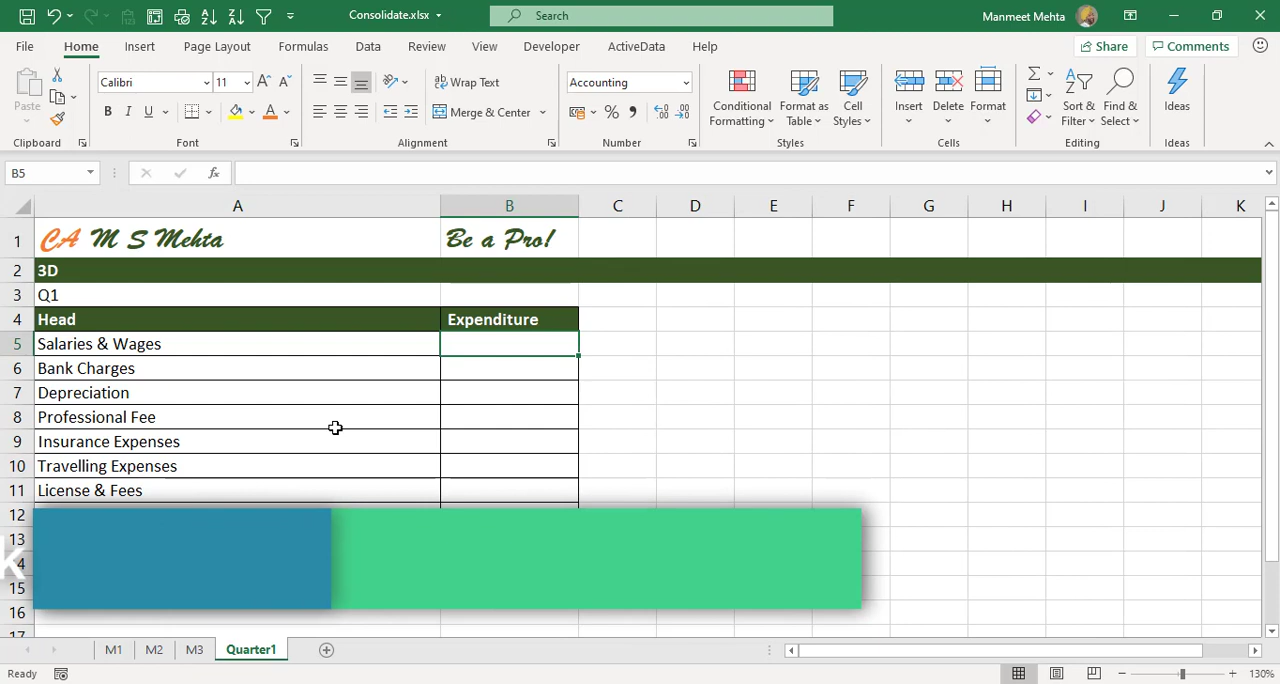 Consolidate.xlsx
Search
Manmeet Mehta
File Home Insert Page Layout Formulas Data Review View Developer ActiveData Help
Share Comments
Paste
Calibri 11
Wrap Text
Accounting
Conditional Formatting
Format as Table
Cell Styles
Insert Delete Format
Sort & Filter
Find & Select
Ideas
B I U
Merge & Center
Clipboard Font Alignment Number Styles Cells Editing Ideas
B5 fx
A B C D E F G H I J K
1 CA M S Mehta Be a Pro!
2 3D
3 Q1
4 Head Expenditure
5 Salaries & Wages
6 Bank Charges
7 Depreciation
8 Professional Fee
9 Insurance Expenses
10 Travelling Expenses
11 License & Fees
12
13
4
15
16
17
M1 M2 M3 Quarter1
Ready 130%